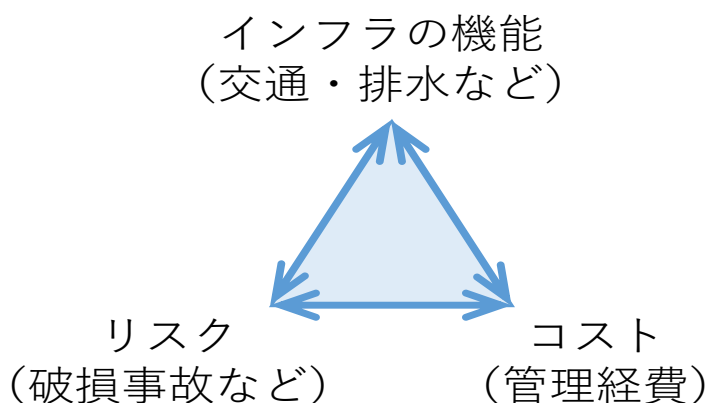 インフラの機能
（交通・排水など）
リスク
（破損事故など）
コスト
（管理経費）